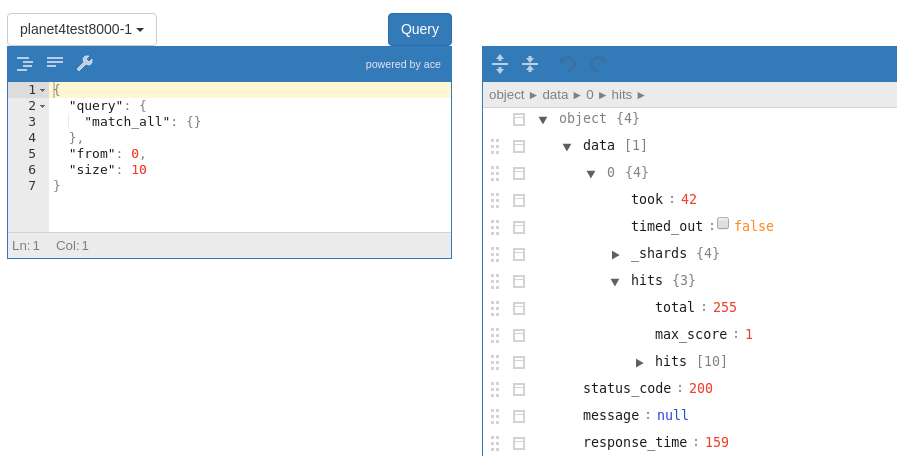 planet4test8000-1
Query
powered by ace
1 {
2 "query": {
3 "match_all": {}
4 },
5 "from": 0,
6 "size": 10
7 }
Ln: 1 Col: 1
object ► data ► 0 ► hits ►
object {4}
data [1]
0 {4}
took : 42
timed_out : false
_shards {4}
hits {3}
total : 255
max_score : 1
hits [10]
status_code : 200
message : null
response_time : 159